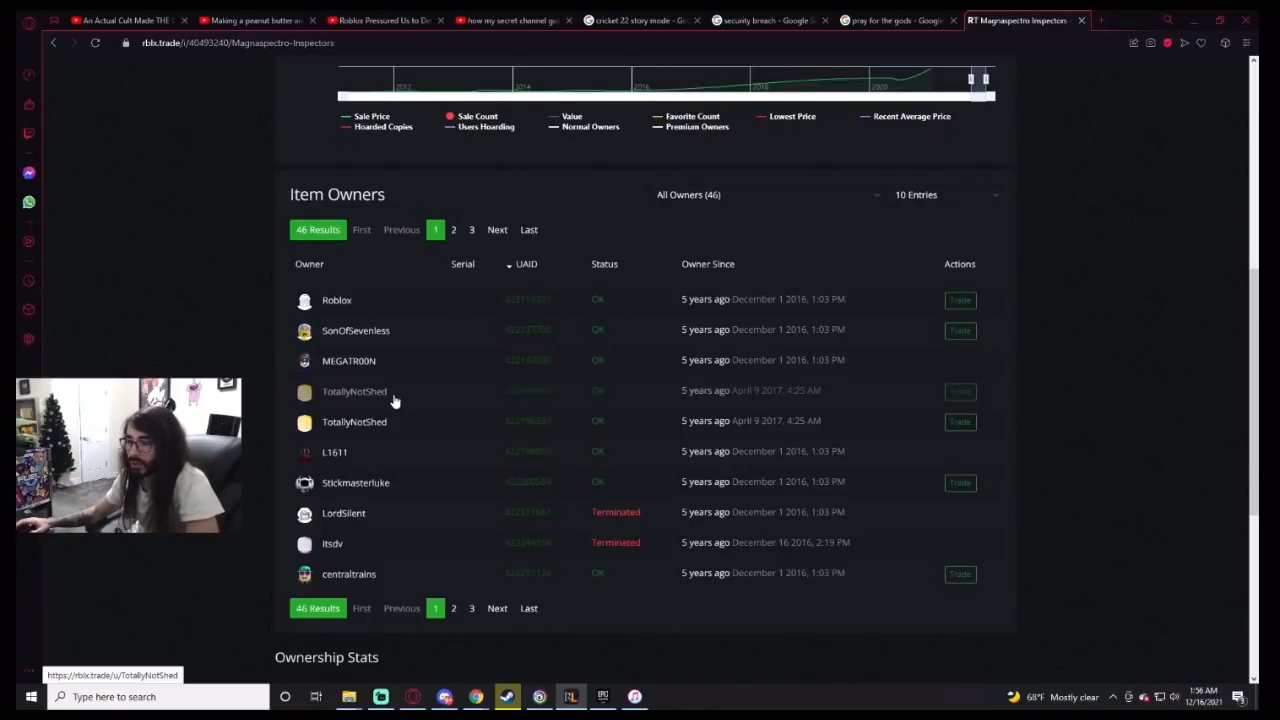 An Actual Cult Made THE C
Making a peanut butter an
Roblox Pressured Us to De
how my secret channel go
cricket 22 story mode - Go
security breach - Google S
pray for the gods - Google
RT Magnaspectro Inspectors -
rblx.trade/i/40493240/Magnaspectro-Inspectors
2012 2014 2016 2018 2020
Sale Price Sale Count Value Favorite Count Lowest Price Recent Average Price
Hoarded Copies Users Hoarding Normal Owners Premium Owners
Item Owners All Owners (46) 10 Entries
46 Results First Previous 1 2 3 Next Last
Owner Serial UAID Status Owner Since Actions
Roblox OK 5 years ago December 1 2016, 1:03 PM Trade
SonOfSevenless OK 5 years ago December 1 2016, 1:03 PM Trade
MEGATR00N OK 5 years ago December 1 2016, 1:03 PM
TotallyNotShed OK 5 years ago April 9 2017, 4:25 AM Trade
TotallyNotShed OK 5 years ago April 9 2017, 4:25 AM Trade
L1611 OK 5 years ago December 1 2016, 1:03 PM
Stickmasterluke OK 5 years ago December 1 2016, 1:03 PM Trade
LordSilent Terminated 5 years ago December 1 2016, 1:03 PM
itsdv Terminated 5 years ago December 16 2016, 2:19 PM
centraltrains OK 5 years ago December 1 2016, 1:03 PM Trade
46 Results First Previous 1 2 3 Next Last
Ownership Stats
https://rblx.trade/u/TotallyNotShed
Type here to search
68°F Mostly clear
1:56 AM
12/16/2021